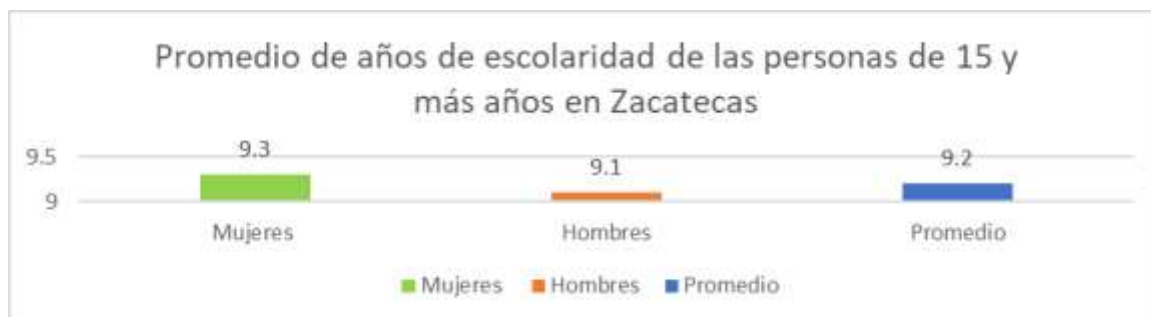 Promedio de años de escolaridad de las personas de 15 y
más años en Zacatecas
9.5
9
9.3
9.1
9.2
Mujeres
Hombres
Promedio
Mujeres
Hombres
Promedio